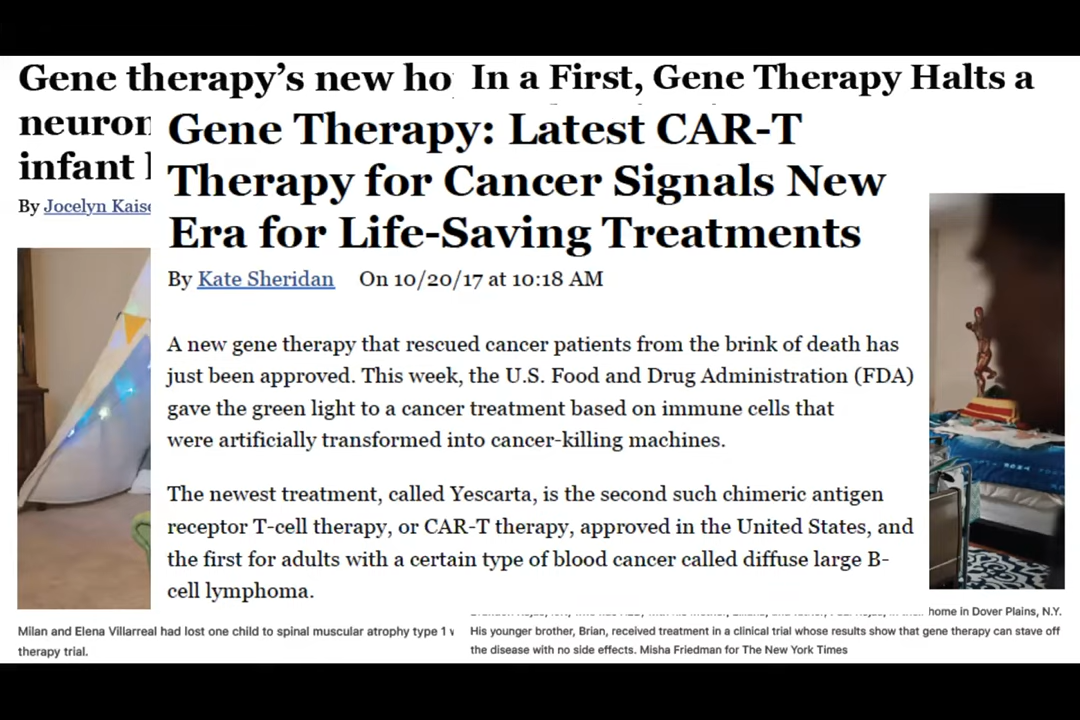 Gene therapy's new ho
neuron
infant
By Jocelyn Kaise
In a First, Gene Therapy Halts a
Gene Therapy: Latest CAR-T
Therapy for Cancer Signals New
Era for Life-Saving Treatments
By Kate Sheridan On 10/20/17 at 10:18 AM
A new gene therapy that rescued cancer patients from the brink of death has
just been approved. This week, the U.S. Food and Drug Administration (FDA)
gave the green light to a cancer treatment based on immune cells that
were artificially transformed into cancer-killing machines.
The newest treatment, called Yescarta, is the second such chimeric antigen
receptor T-cell therapy, or CAR-T therapy, approved in the United States, and
the first for adults with a certain type of blood cancer called diffuse large B-
cell lymphoma.
Milan and Elena Villarreal had lost one child to spinal muscular atrophy type 1
therapy trial.
home in Dover Plains, N.Y.
His younger brother, Brian, received treatment in a clinical trial whose results show that gene therapy can stave off
the disease with no side effects. Misha Friedman for The New York Times